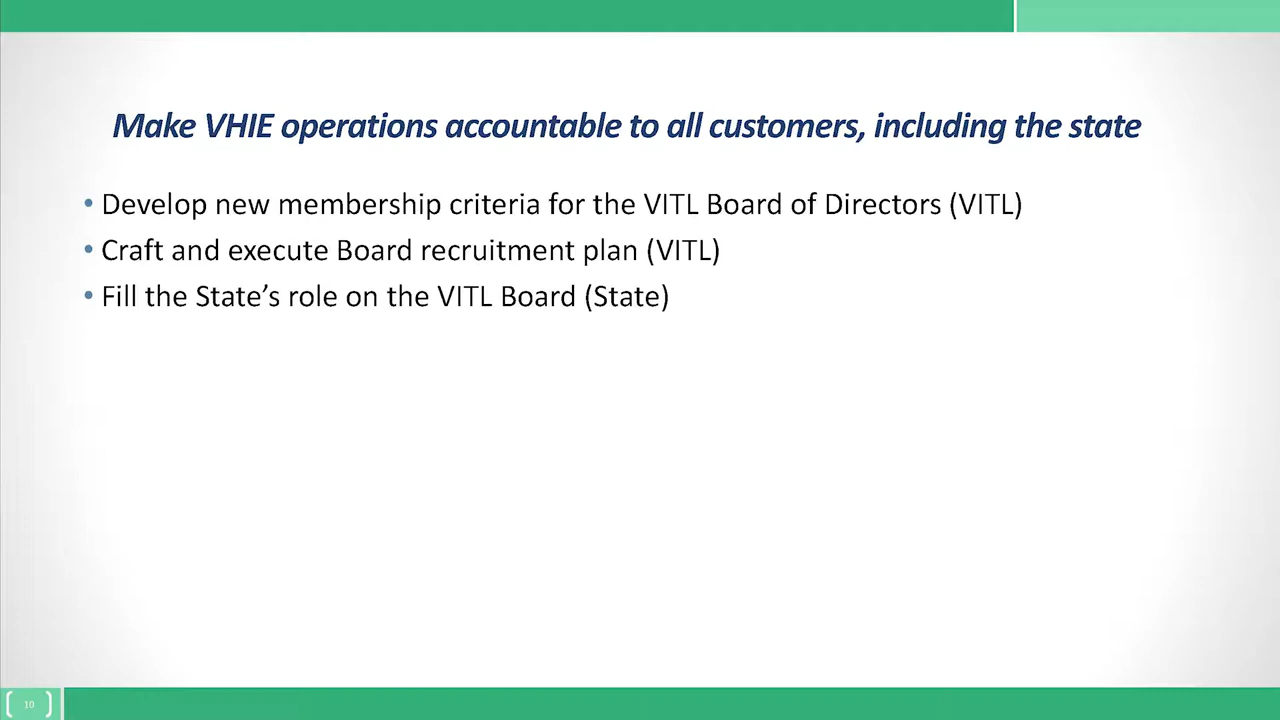 Make VHIE operations accountable to all customers, including the state
• Develop new membership criteria for the VITL Board of Directors (VITL)
• Craft and execute Board recruitment plan (VITL)
• Fill the State’s role on the VITL Board (State)
10